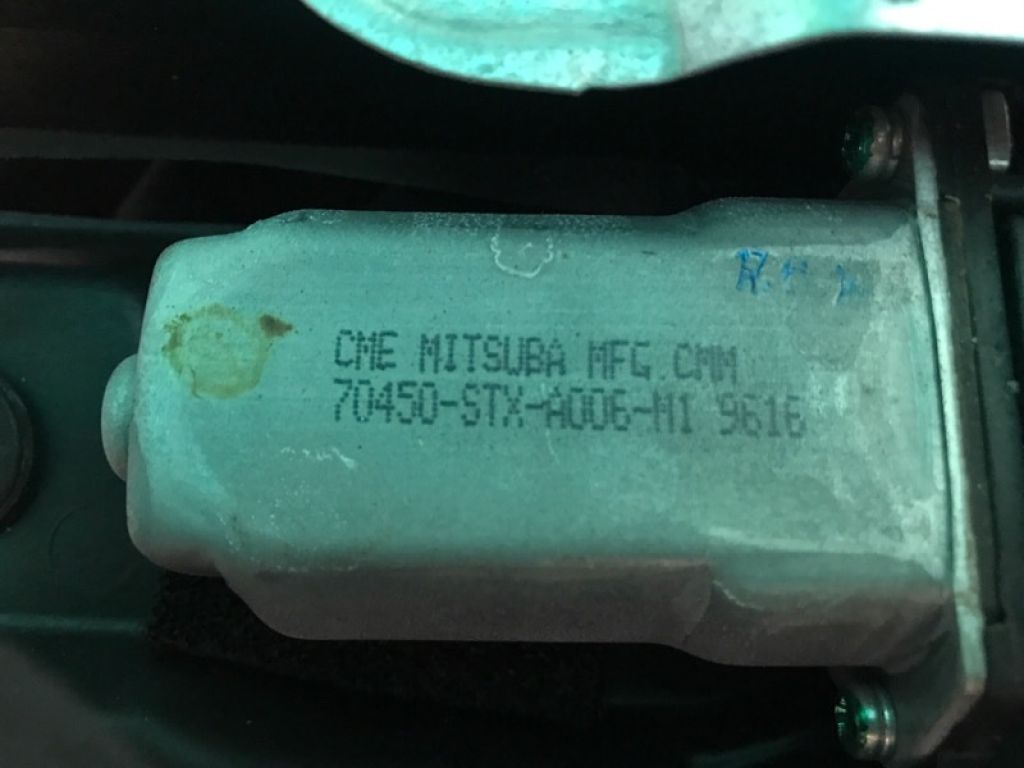 CME MITSUBA MFG.CMM
70450-STX-A006-M1 9616